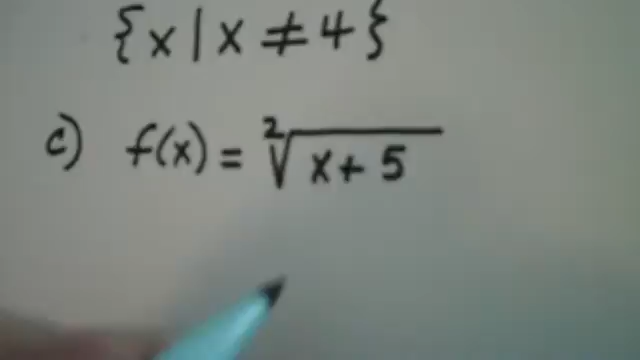 {x | x ≠ 4}
c) f(x) = ²√(x + 5)